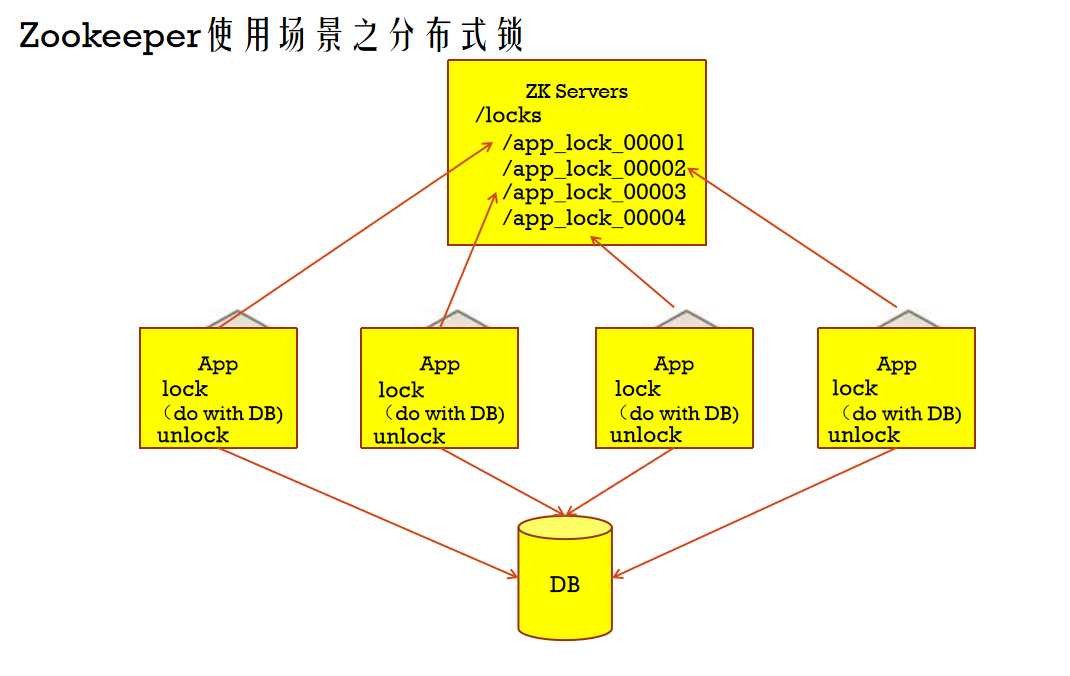 Zookeeper使用场景之分布式锁
ZK Servers
/locks
/app_lock_00001
/app_lock_00002
/app_lock_00003
/app_lock_00004
App
lock
（do with DB)
unlock
App
lock
（do with DB)
unlock
App
lock
（do with DB)
unlock
App
lock
（do with DB)
unlock
DB